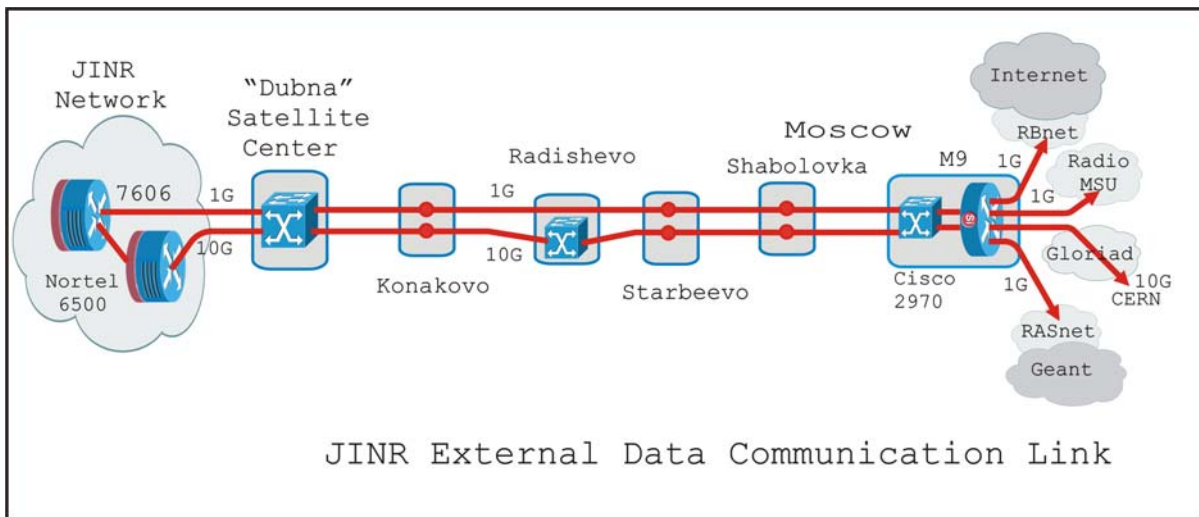 JINR
Network
"Dubna"
Satellite
Center
7606
1G
10G
Nortel
6500
Konakovo
Radishevo
1G
10G
Starbeevo
Shabolovka
Moscow
M9
Cisco
2970
Si
Internet
RBnet
1G
Radio
MSU
1G
Gloriad
10G
CERN
1G
RASnet
Geant
JINR External Data Communication Link